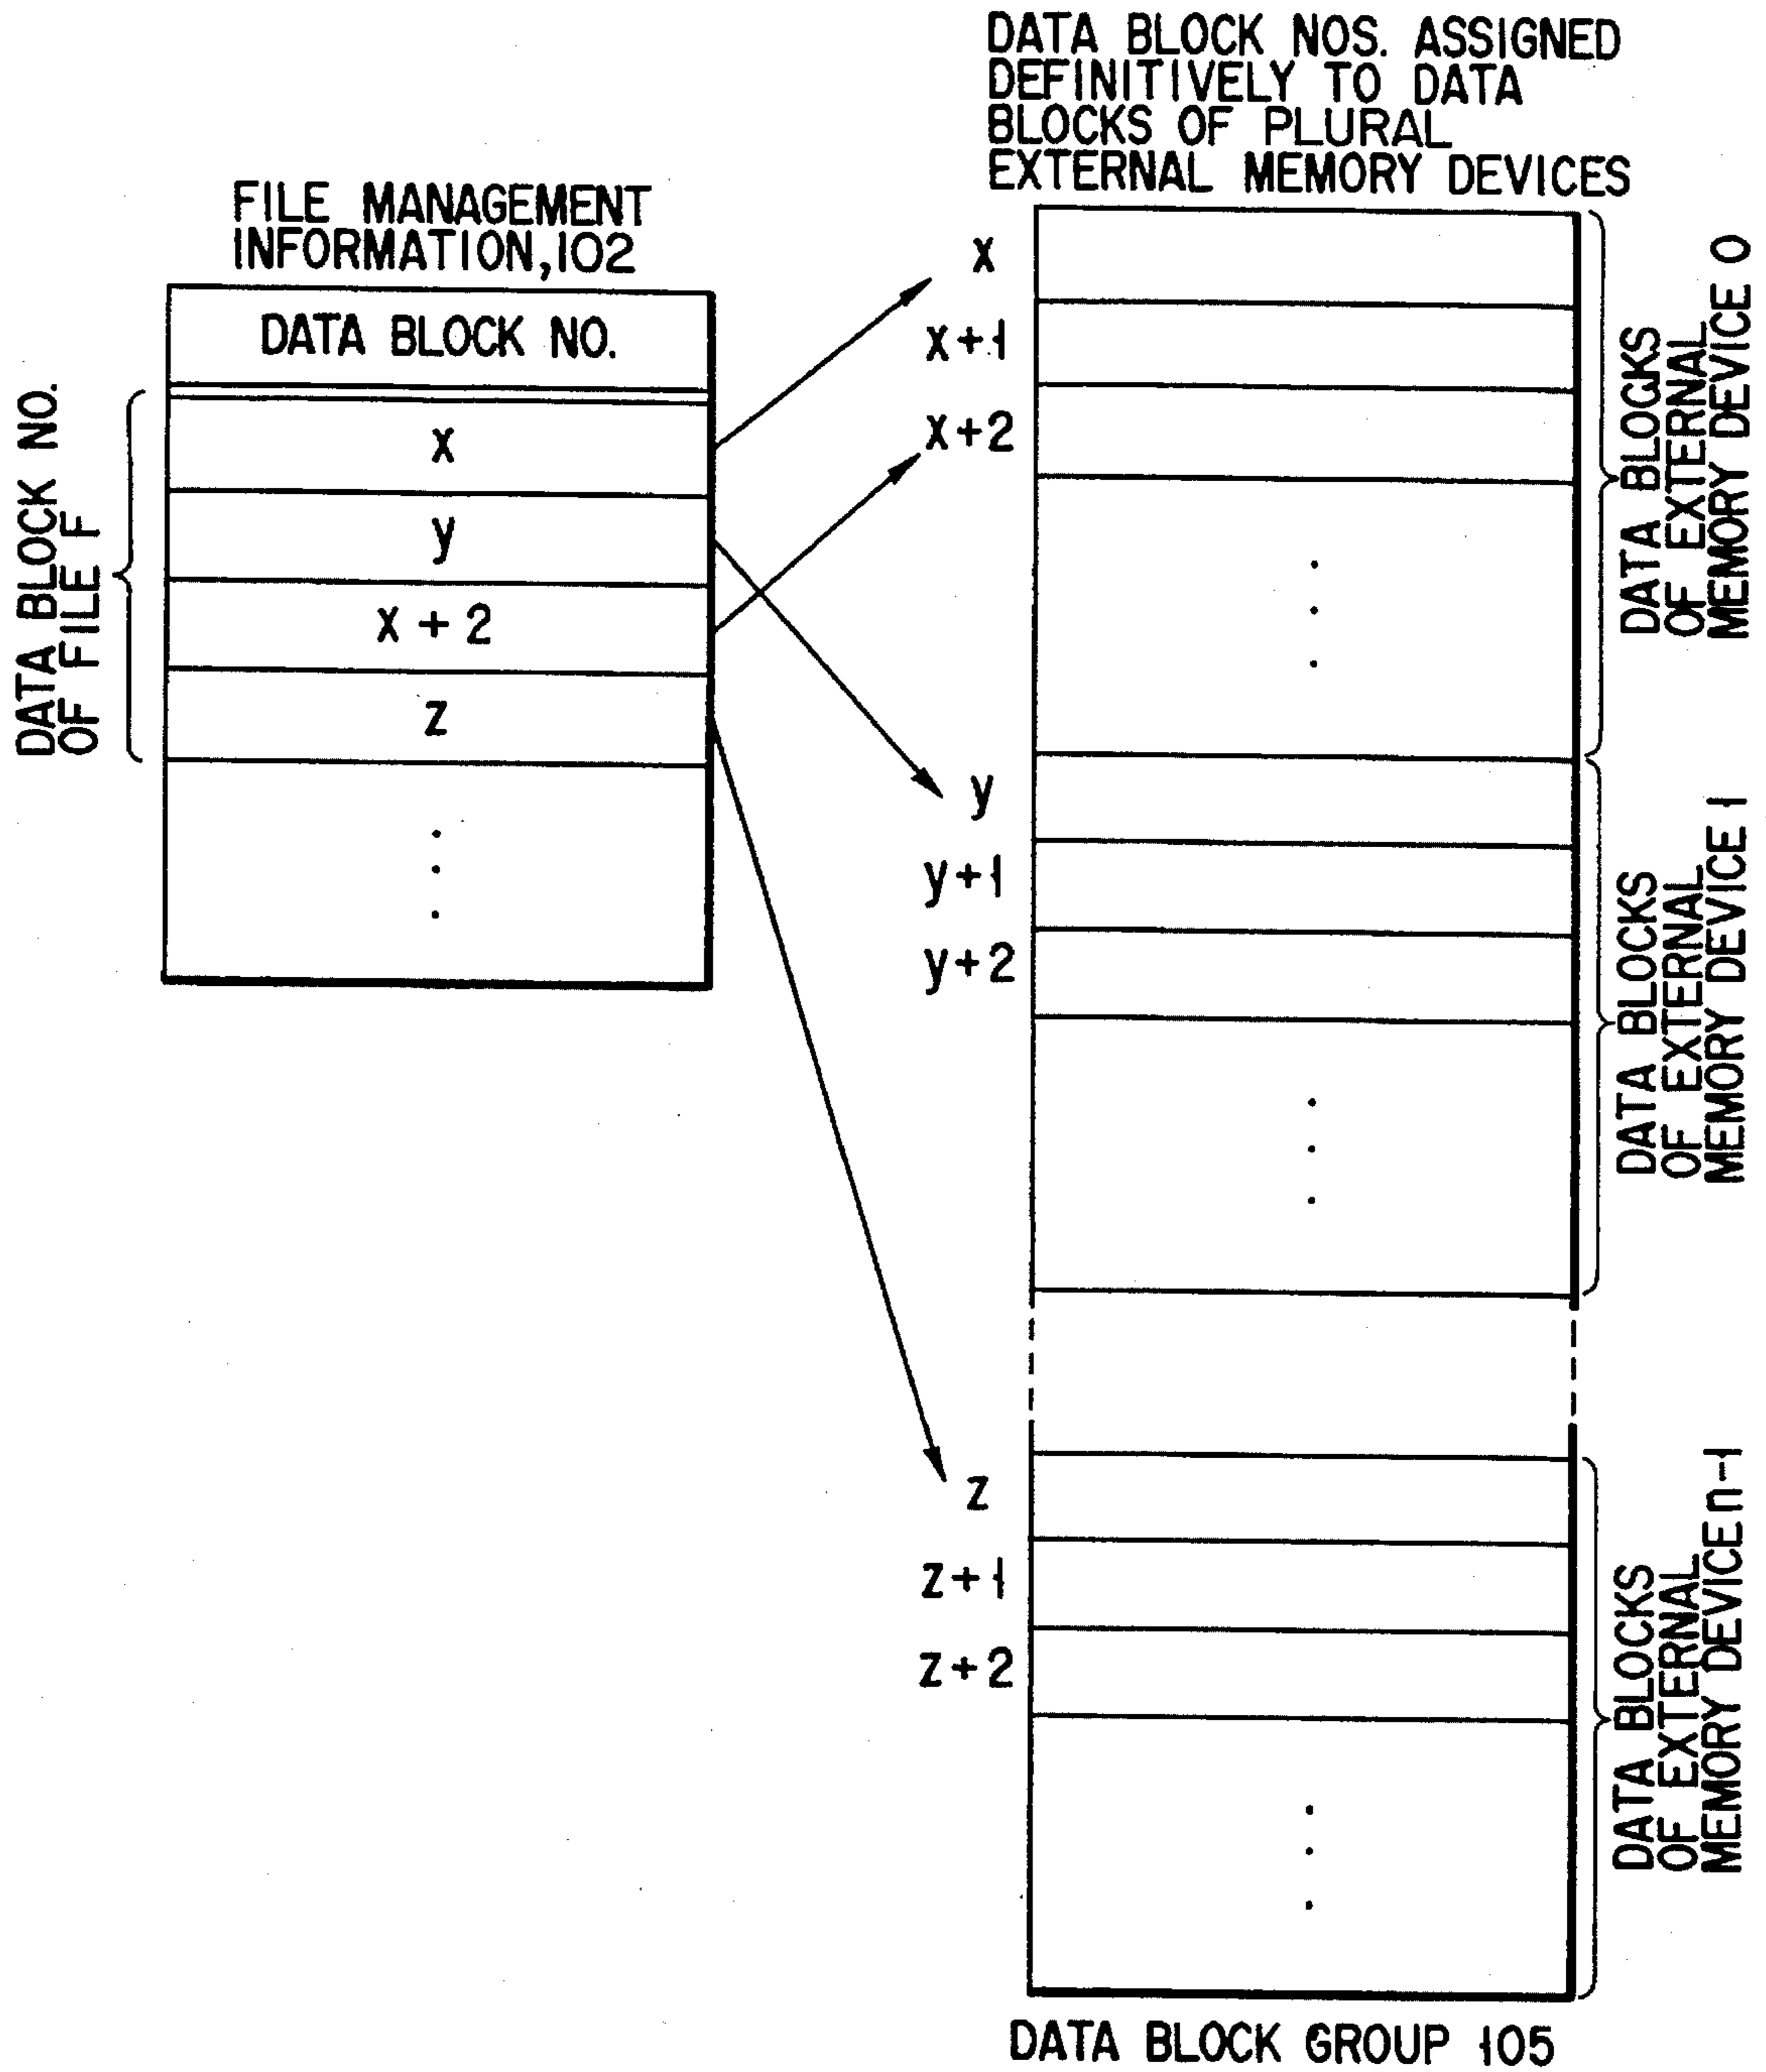 DATA BLOCK NOS. ASSIGNED
DEFINITIVELY TO DATA
BLOCKS OF PLURAL
EXTERNAL MEMORY DEVICES
FILE MANAGEMENT
INFORMATION,102
DATA BLOCK NO.
x
y
x + 2
z
DATA BLOCK NO.
OF FILE F
x
x+1
x+2
y
y+1
y+2
z
z+1
z+2
DATA BLOCKS
OF EXTERNAL
MEMORY DEVICE 0
DATA BLOCKS
OF EXTERNAL
MEMORY DEVICE 1
DATA BLOCKS
OF EXTERNAL
MEMORY DEVICE n-1
DATA BLOCK GROUP 105